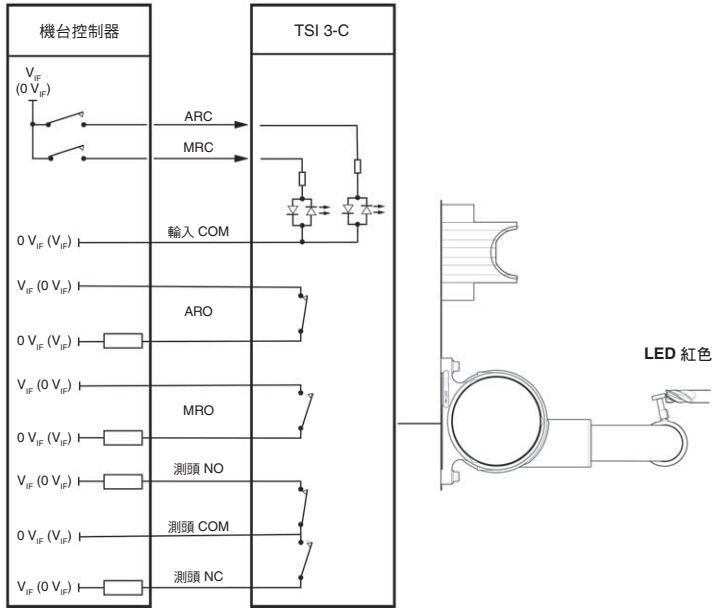 機台控制器
TSI 3-C
V_IF
(0 V_IF)
ARC
MRC
輸入 COM
0 V_IF (V_IF)
V_IF (0 V_IF)
ARO
0 V_IF (V_IF)
V_IF (0 V_IF)
MRO
0 V_IF (V_IF)
測頭 NO
V_IF (0 V_IF)
測頭 COM
0 V_IF (V_IF)
測頭 NC
V_IF (0 V_IF)
LED 紅色